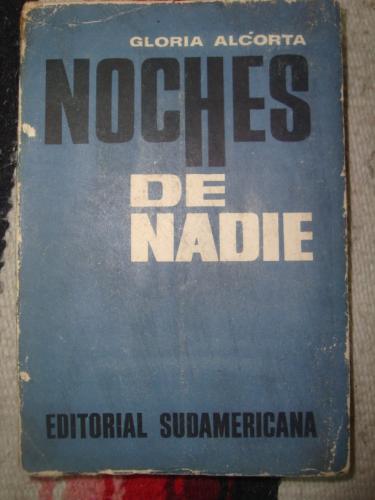 GLORIA ALCORTA
NOCHES
DE
NADIE
EDITORIAL SUDAMERICANA